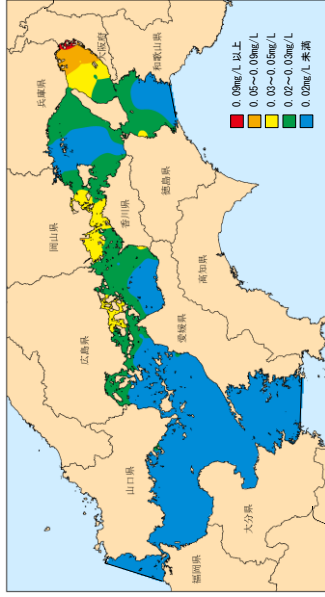 兵庫県
大阪府
和歌山県
岡山県
香川県
徳島県
広島県
愛媛県
高知県
山口県
福岡県
大分県
0.09mg/L 以上
0.05~0.09mg/L
0.03~0.05mg/L
0.02~0.03mg/L
0.02mg/L 未満